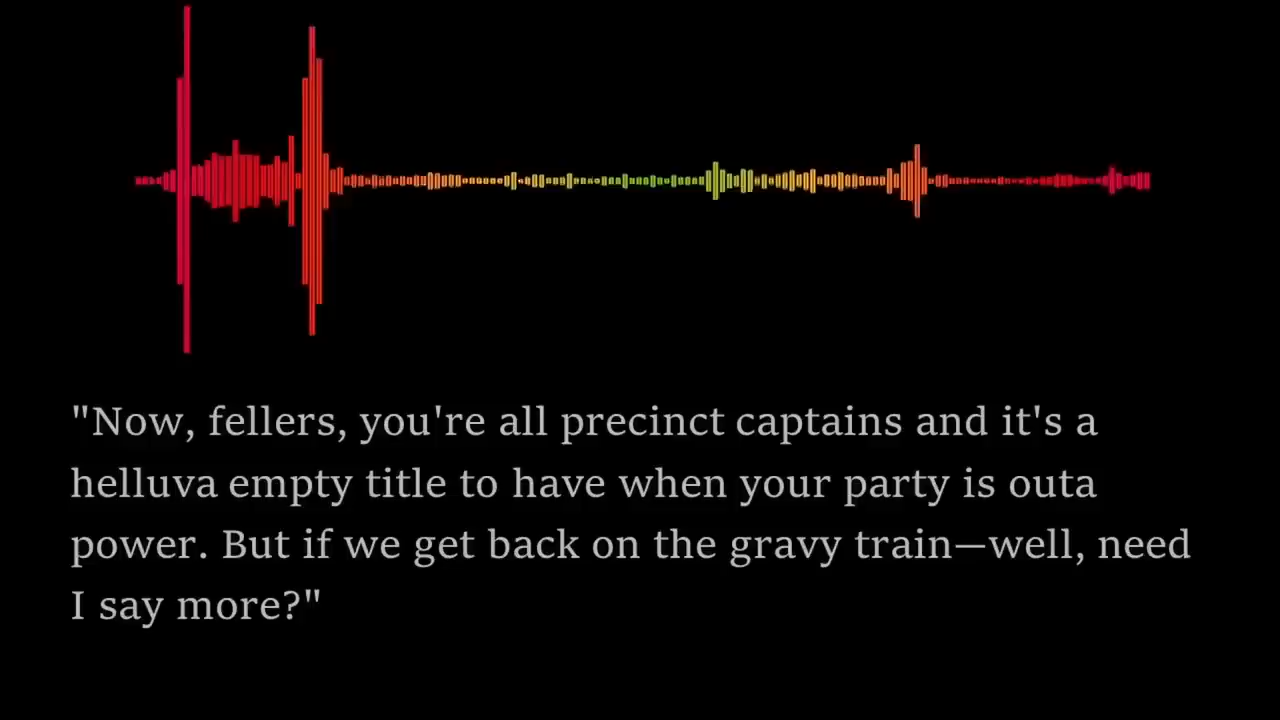 "Now, fellers, you're all precinct captains and it's a
helluva empty title to have when your party is outa
power. But if we get back on the gravy train—well, need
I say more?"